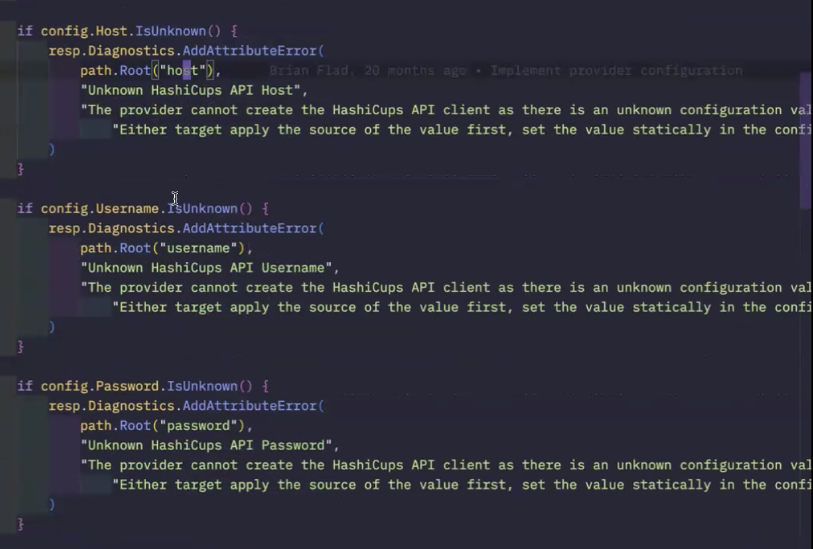 if config.Host.IsUnknown() {
resp.Diagnostics.AddAttributeError(
path.Root("host"), Brian Flad, 20 months ago • Implement provider configuration
"Unknown HashiCups API Host",
"The provider cannot create the HashiCups API client as there is an unknown configuration val
"Either target apply the source of the value first, set the value statically in the confi
)
}
if config.Username.IsUnknown() {
resp.Diagnostics.AddAttributeError(
path.Root("username"),
"Unknown HashiCups API Username",
"The provider cannot create the HashiCups API client as there is an unknown configuration val
"Either target apply the source of the value first, set the value statically in the confi
)
}
if config.Password.IsUnknown() {
resp.Diagnostics.AddAttributeError(
path.Root("password"),
"Unknown HashiCups API Password",
"The provider cannot create the HashiCups API client as there is an unknown configuration val
"Either target apply the source of the value first, set the value statically in the confi
)
}